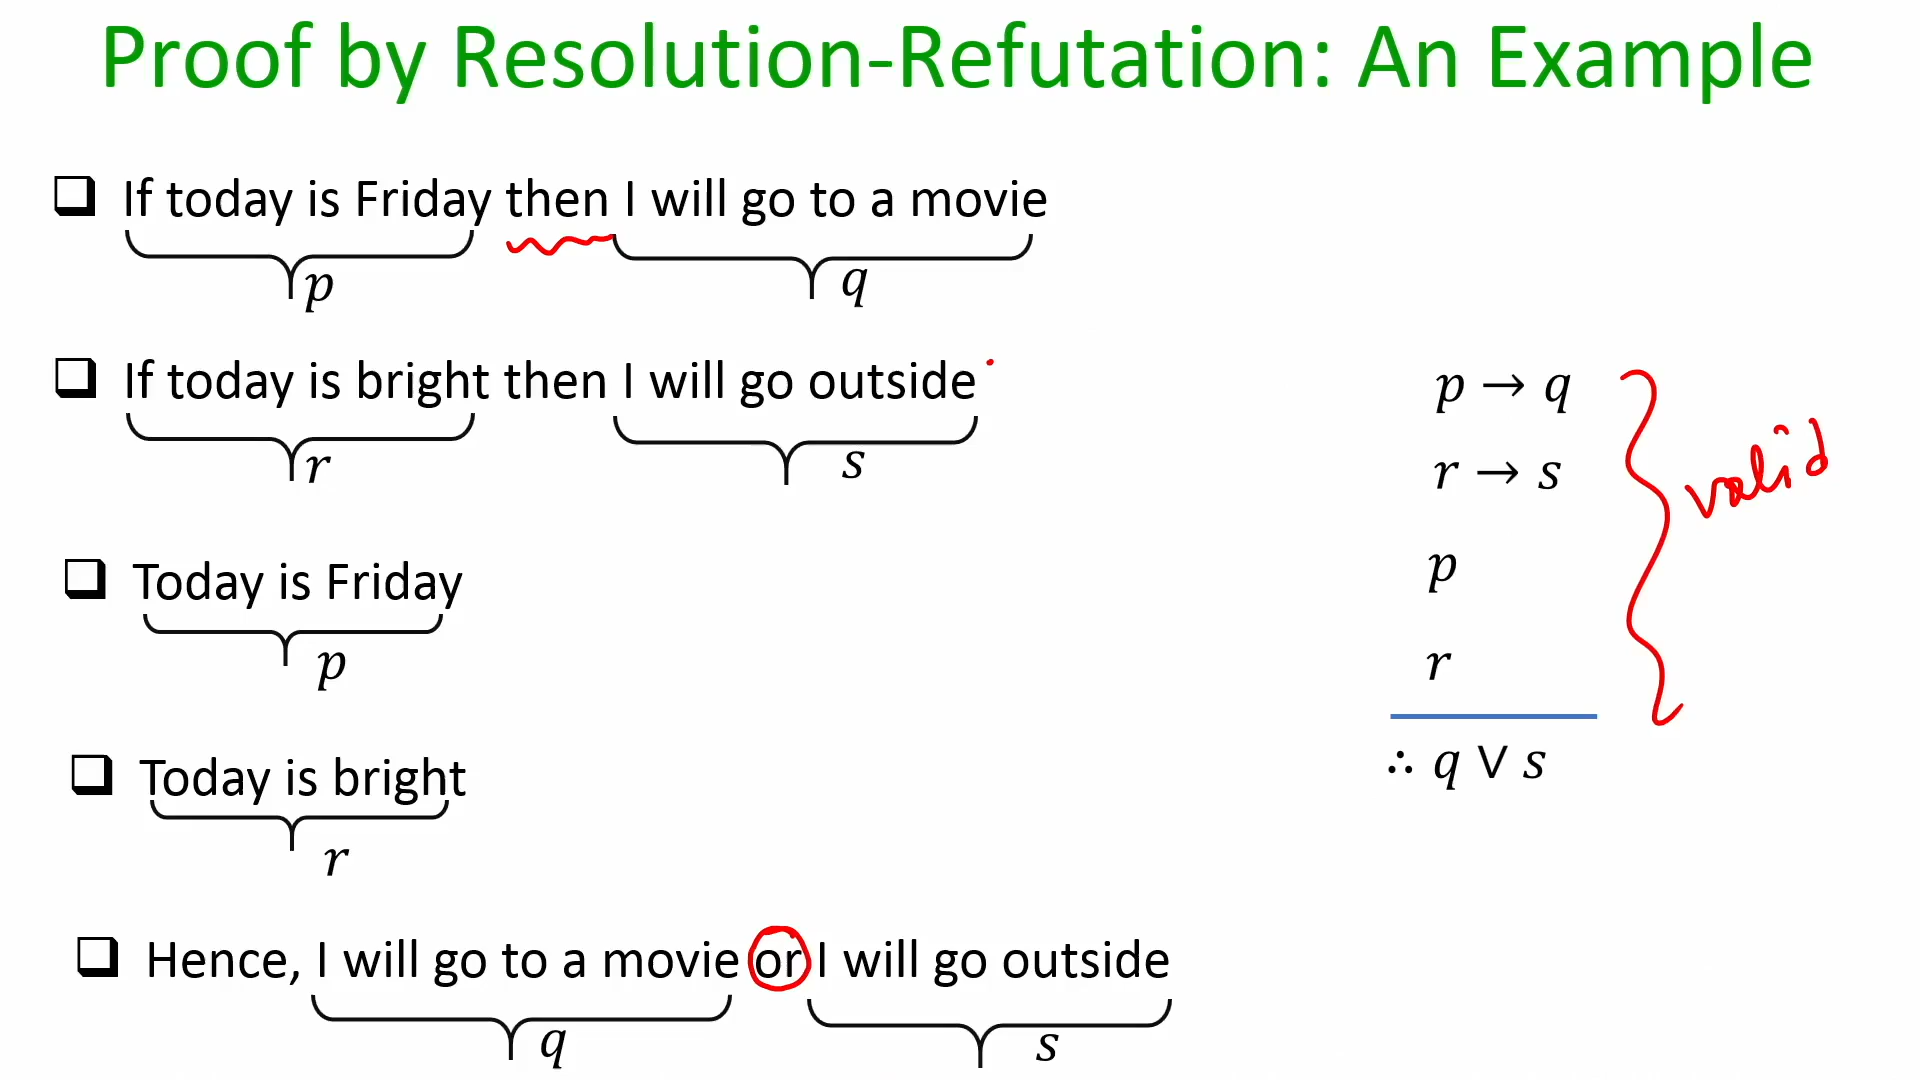 Proof by Resolution-Refutation: An Example
❑ If today is Friday then I will go to a movie
p q
❑ If today is bright then I will go outside
r s
❑ Today is Friday
p
❑ Today is bright
r
❑ Hence, I will go to a movie or I will go outside
q s
p → q
r → s
p
r
∴ q ∨ s
valid